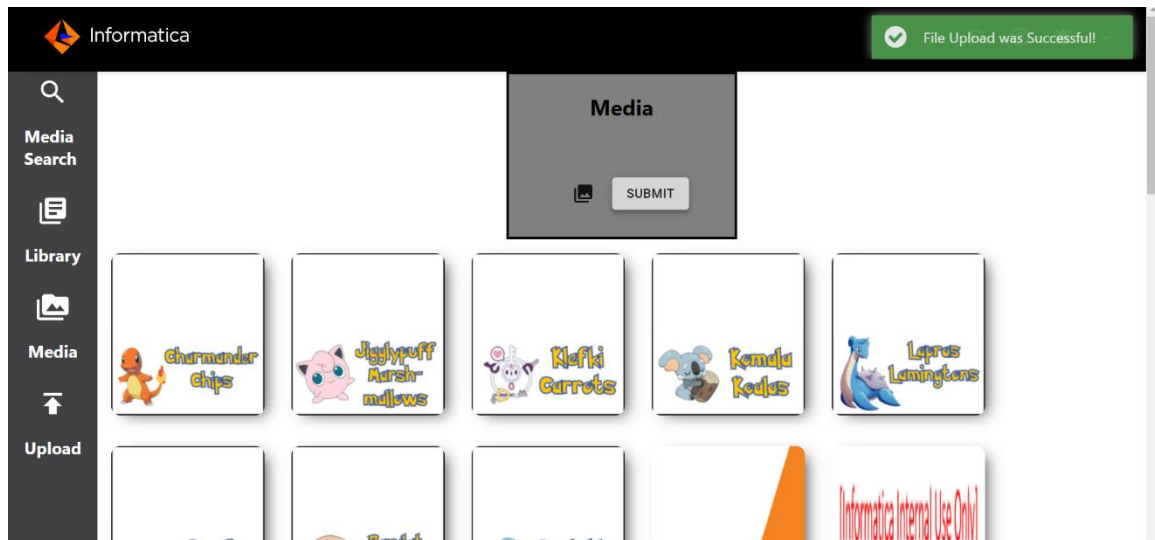 Informatica
File Upload was Successful!
Media
Search
Library
Media
Upload
Media
SUBMIT
Charmander
Chips
Jigglypuff
Marsh-
mallows
Klefki
Carrots
Komala
Koalas
Lapras
Lamingtons
[Informatica Internal Use Only]